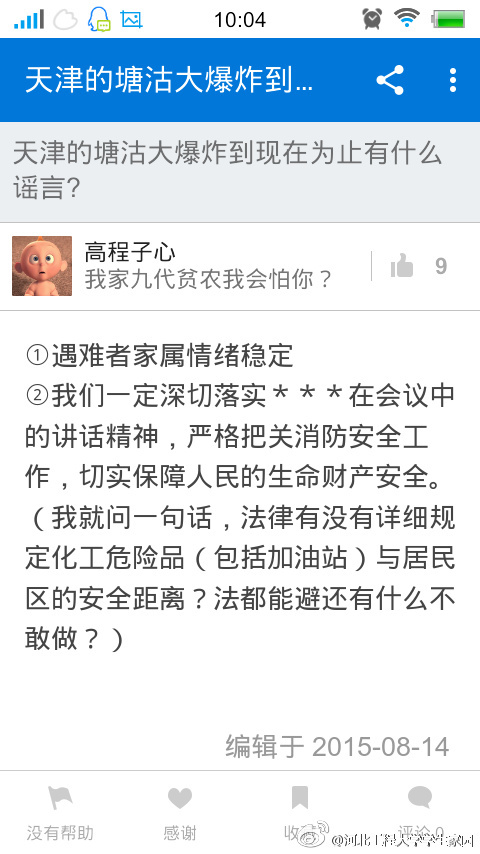 10:04
天津的塘沽大爆炸到...
天津的塘沽大爆炸到现在为止有什么
谣言?
高程子心
我家九代贫农我会怕你？
9
①遇难者家属情绪稳定
②我们一定深切落实＊＊＊在会议中
的讲话精神，严格把关消防安全工
作，切实保障人民的生命财产安全。
（我就问一句话，法律有没有详细规
定化工危险品（包括加油站）与居民
区的安全距离？法都能避还有什么不
敢做？）
编辑于 2015-08-14
没有帮助
感谢
收
评论 0
@河北工程大学学生家园